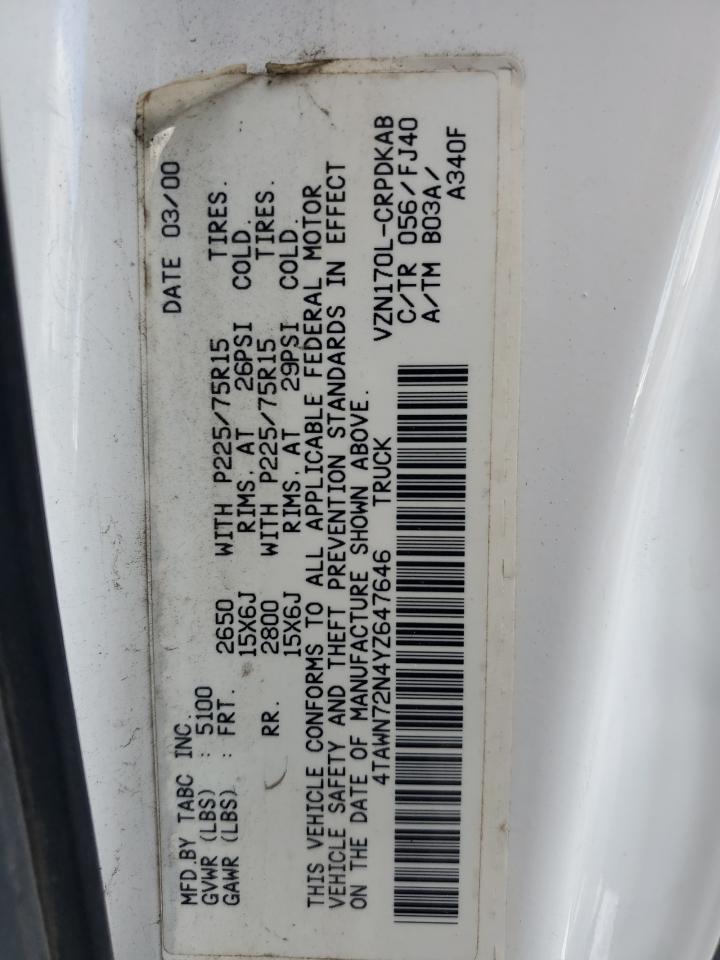 MFD.BY TABC INC. DATE 03/00
GVWR (LBS) : 5100
GAWR (LBS) : FRT. 2650 WITH P225/75R15 TIRES.
15X6J RIMS, AT 26PSI COLD.
RR. 2800 WITH P225/75R15 TIRES.
15X6J RIMS, AT 29PSI COLD.
THIS VEHICLE CONFORMS TO ALL APPLICABLE FEDERAL MOTOR
VEHICLE SAFETY AND THEFT PREVENTION STANDARDS IN EFFECT
ON THE DATE OF MANUFACTURE SHOWN ABOVE.
4TAWN72N4YZ647646 TRUCK
VZN170L-CRPDKAB
C/TR 056/FJ40
A/TM B03A/
A340F